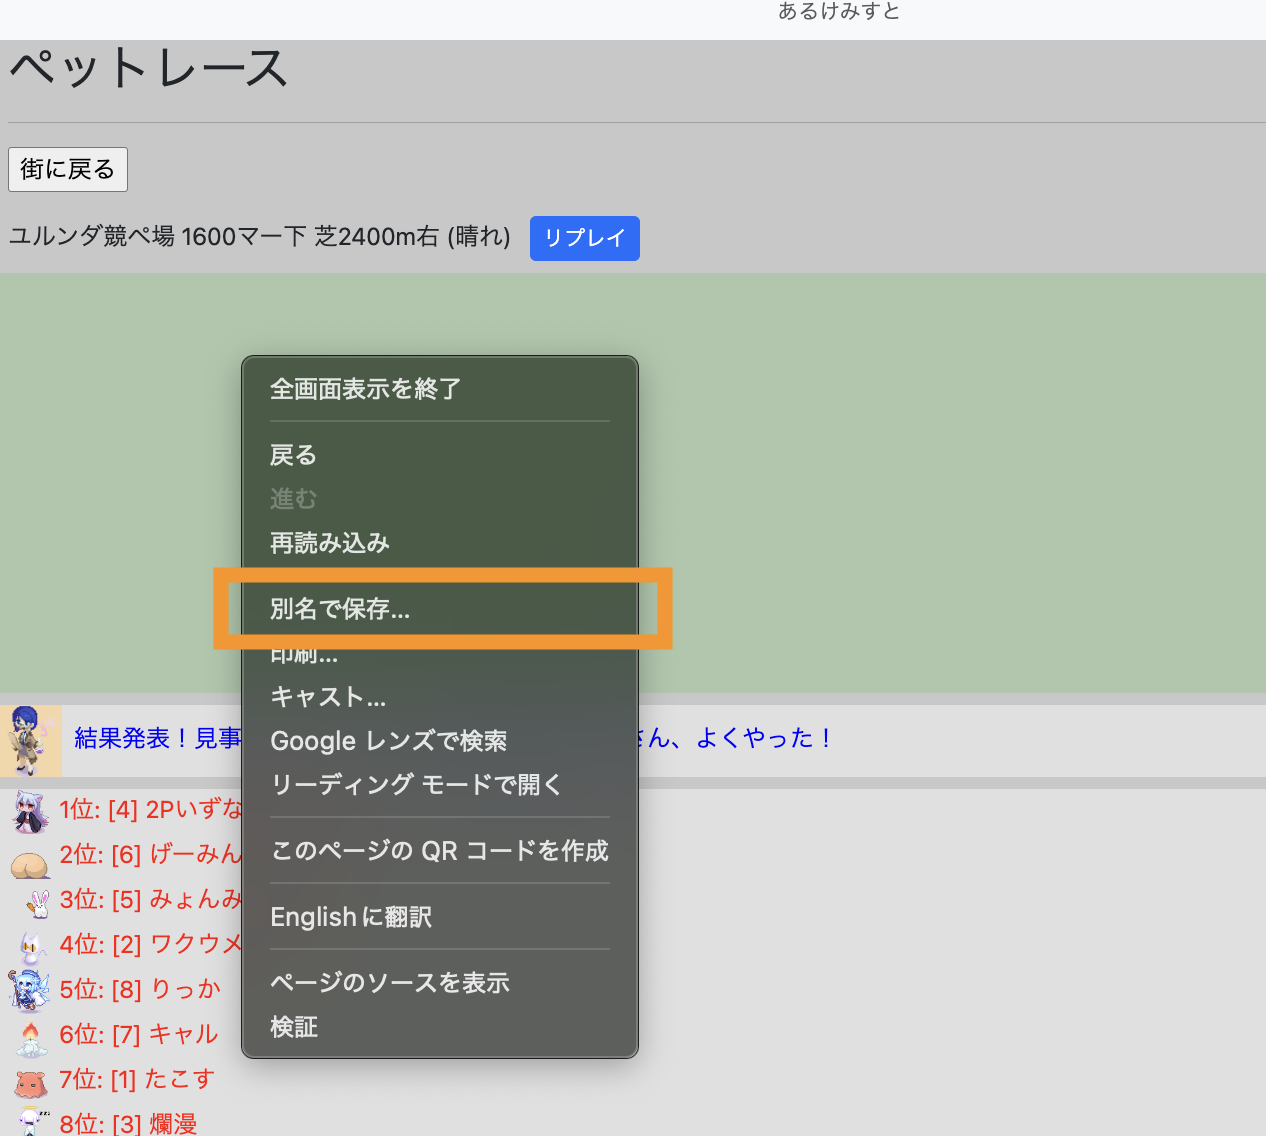 あるけみすと
ペットレース
街に戻る
ユルンダ競ペ場 1600マー下 芝2400m右 (晴れ) リプレイ
全画面表示を終了
戻る
進む
再読み込み
別名で保存...
印刷...
キャスト...
Google レンズで検索
リーディング モードで開く
このページの QR コードを作成
Englishに翻訳
ページのソースを表示
検証
結果発表！見事 さん、よくやった！
1位: [4] 2Pいずな
2位: [6] げーみん
3位: [5] みょんみ
4位: [2] ワクウメ
5位: [8] りっか
6位: [7] キャル
7位: [1] たこす
8位: [3] 爛漫